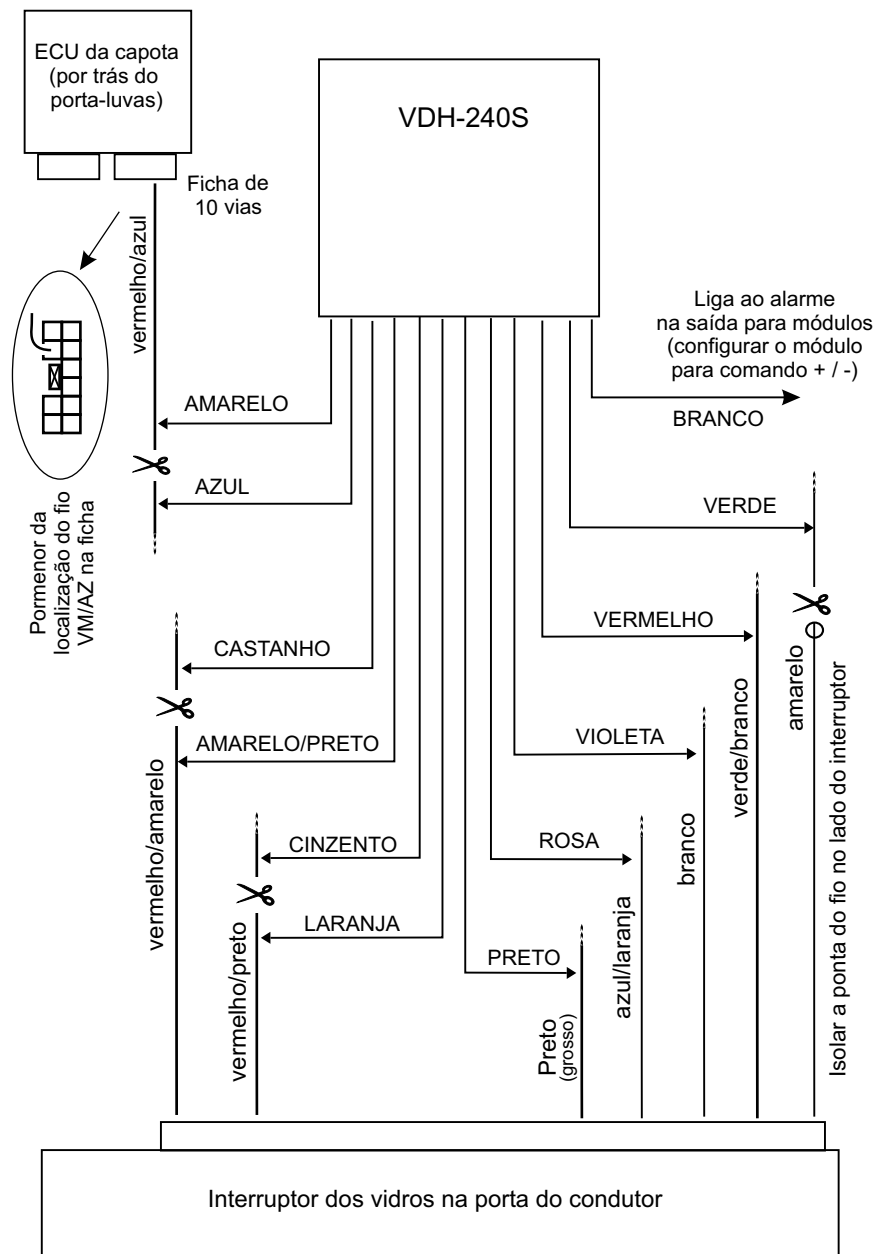 ECU da capota
(por trás do
porta-luvas)
VDH-240S
Ficha de
10 vias
vermelho/azul
Liga ao alarme
na saída para módulos
(configurar o módulo
para comando + / -)
BRANCO
AMARELO
AZUL
VERDE
Pormenor da
localização do fio
VM/AZ na ficha
CASTANHO
VERMELHO
AMARELO/PRETO
VIOLETA
CINZENTO
ROSA
LARANJA
PRETO
vermelho/amarelo
vermelho/preto
Preto
(grosso)
azul/laranja
branco
verde/branco
amarelo
Isolar a ponta do fio no lado do interruptor
Interruptor dos vidros na porta do condutor